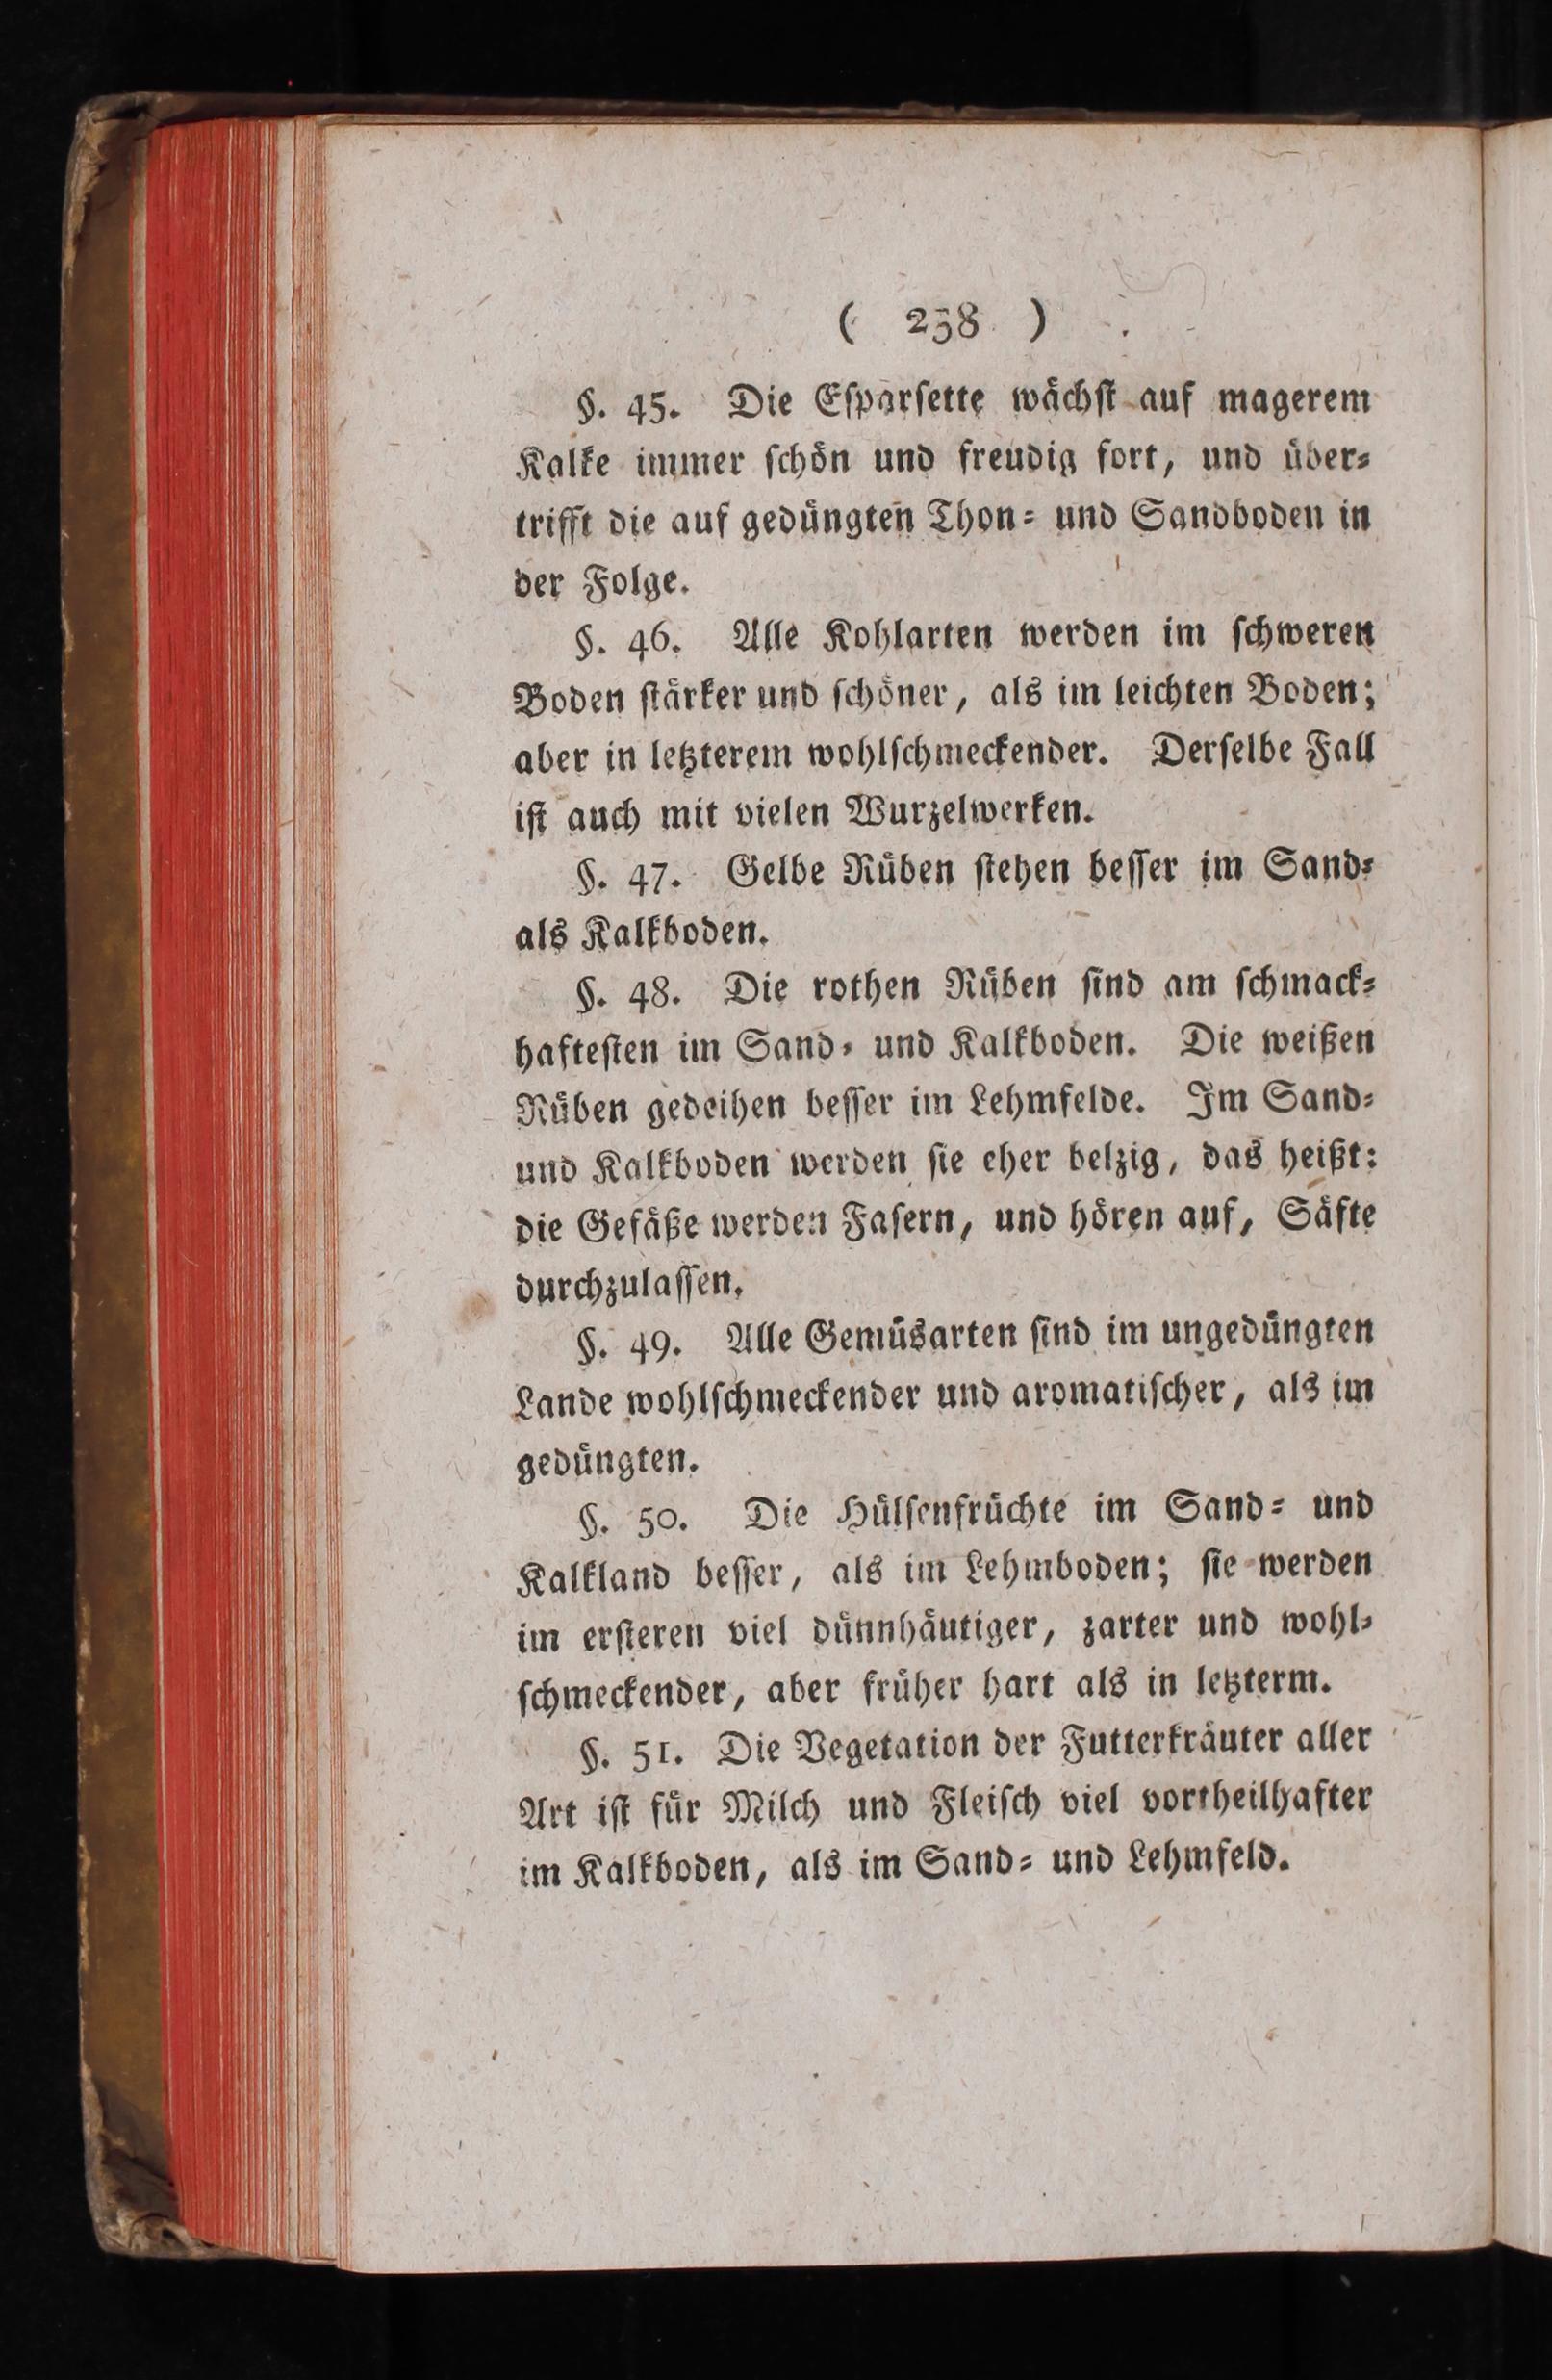 ( 238 )
§. 45. Die Eſparſette wächſt auf magerem
Kalke immer ſchön und freudig fort, und über-
trifft die auf gedüngten Thon- und Sandboden in
der Folge.
§. 46. Alle Kohlarten werden im ſchweren
Boden ſtärker und ſchöner, als im leichten Boden;
aber in letzterem wohlſchmeckender. Derſelbe Fall
iſt auch mit vielen Wurzelwerken.
§. 47. Gelbe Rüben ſtehen beſſer im Sand-
als Kalkboden.
§. 48. Die rothen Rüben ſind am ſchmack-
hafteſten im Sand- und Kalkboden. Die weißen
Rüben gedeihen beſſer im Lehmfelde. Im Sand-
und Kalkboden werden ſie eher belzig, das heißt:
die Gefäße werden Faſern, und hören auf, Säfte
durchzulaſſen.
§. 49. Alle Gemüsarten ſind im ungedüngten
Lande wohlſchmeckender und aromatiſcher, als im
gedüngten.
§. 50. Die Hülſenfrüchte im Sand- und
Kalkland beſſer, als im Lehmboden; ſie werden
im erſteren viel dünnhäutiger, zarter und wohl-
ſchmeckender, aber früher hart als in letzterm.
§. 51. Die Vegetation der Futterkräuter aller
Art iſt für Milch und Fleiſch viel vortheilhafter
im Kalkboden, als im Sand- und Lehmfeld.